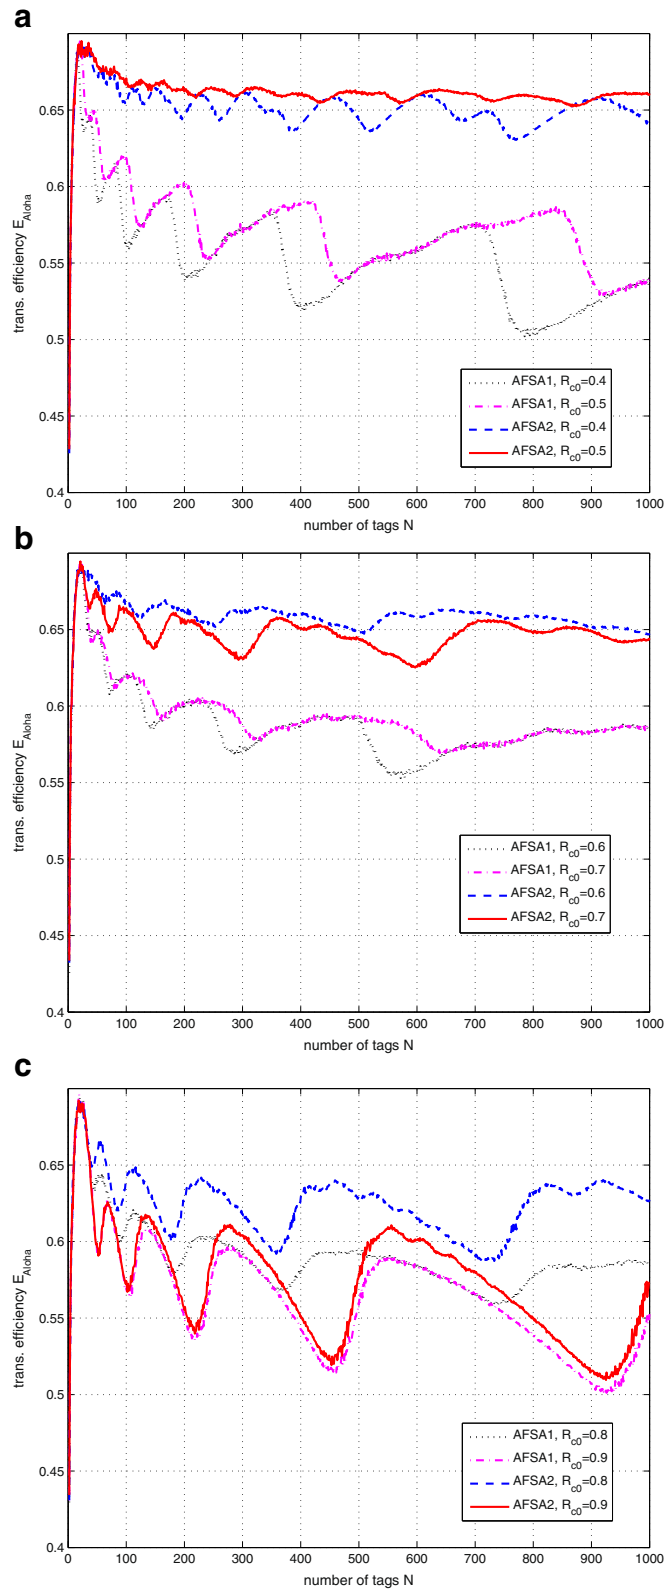 a
0.65
0.6
0.55
0.5
0.45
0.4
trans. efficiency E_Aloha
AFSA1, R_c0=0.4
AFSA1, R_c0=0.5
AFSA2, R_c0=0.4
AFSA2, R_c0=0.5
0 100 200 300 400 500 600 700 800 900 1000
number of tags N
b
0.65
0.6
0.55
0.5
0.45
0.4
trans. efficiency E_Aloha
AFSA1, R_c0=0.6
AFSA1, R_c0=0.7
AFSA2, R_c0=0.6
AFSA2, R_c0=0.7
0 100 200 300 400 500 600 700 800 900 1000
number of tags N
c
0.65
0.6
0.55
0.5
0.45
0.4
trans. efficiency E_Aloha
AFSA1, R_c0=0.8
AFSA1, R_c0=0.9
AFSA2, R_c0=0.8
AFSA2, R_c0=0.9
0 100 200 300 400 500 600 700 800 900 1000
number of tags N